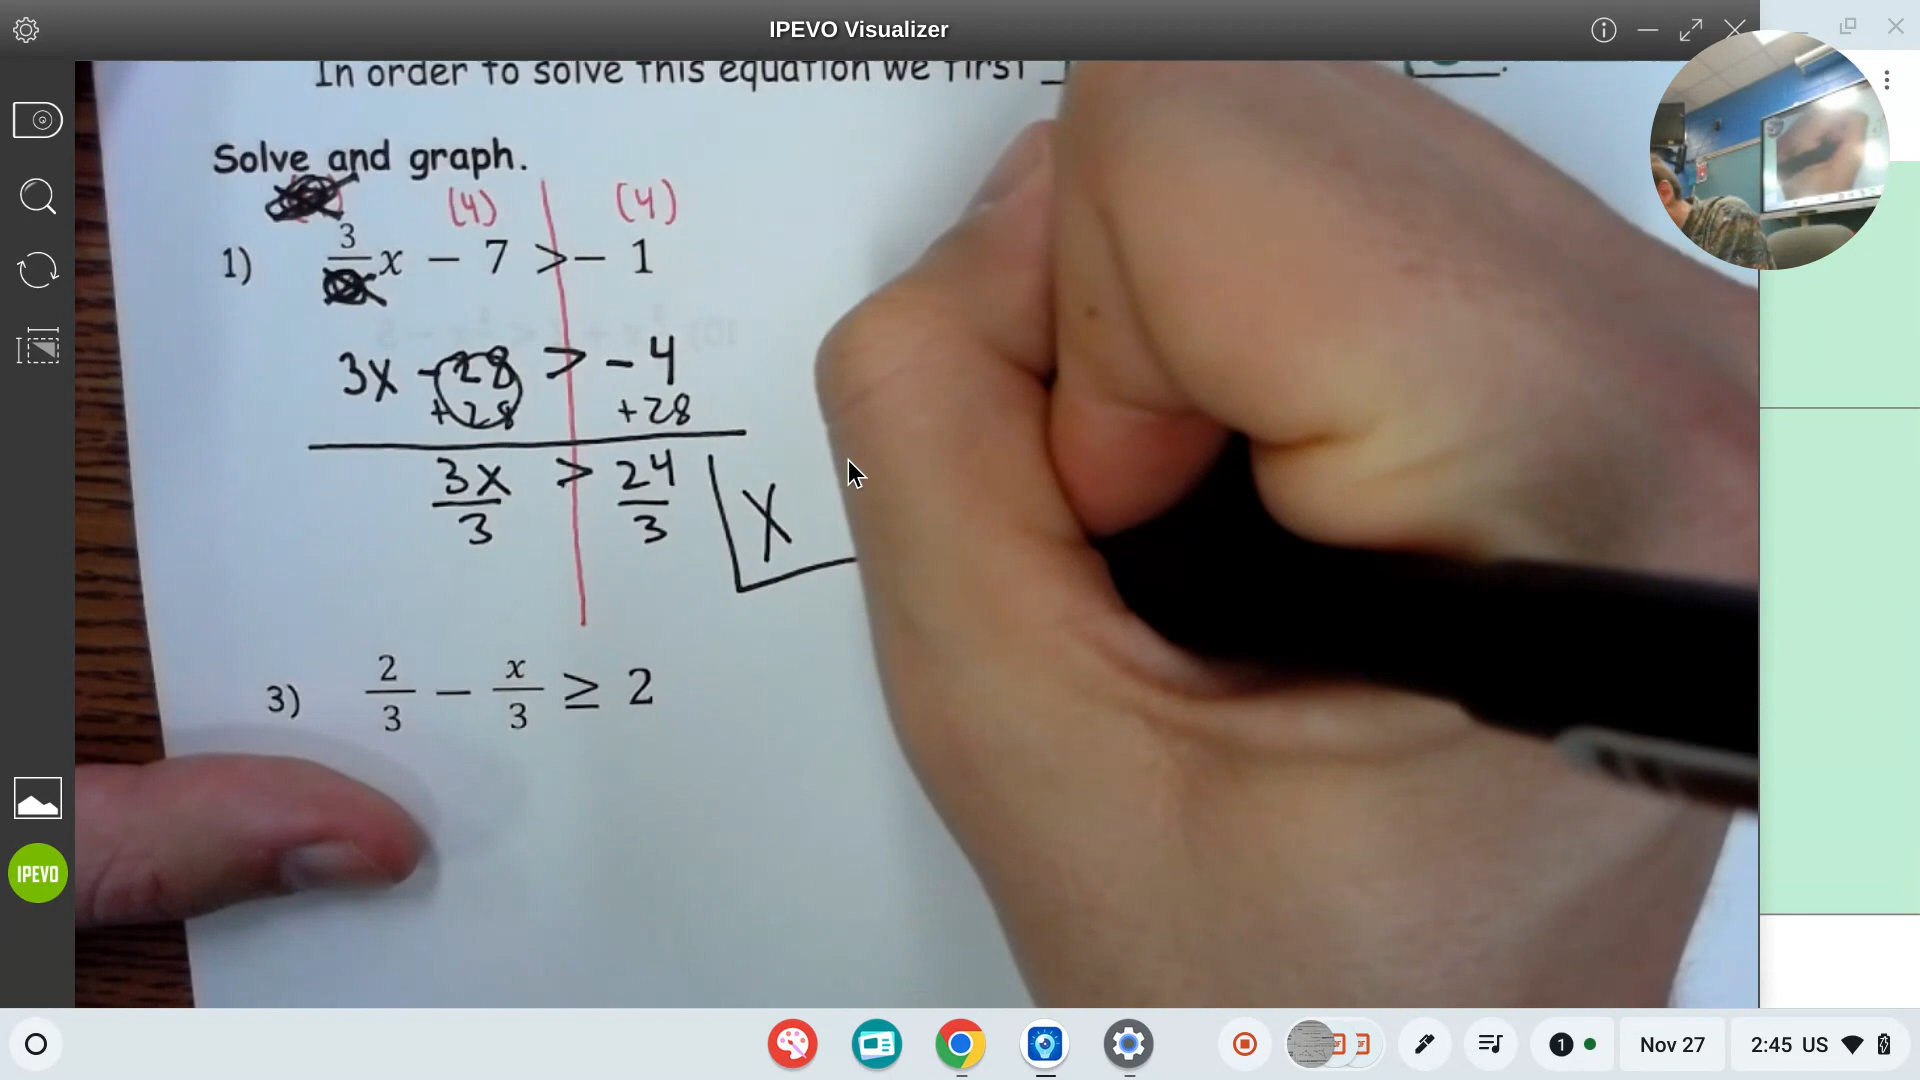 IPEVO Visualizer
In order to solve this equation we first
Solve and graph.
(4) (4)
1) 3/ x − 7 > − 1
3x - 28 > - 4
+28 +28
3x/3 > 24/3
X
3) 2/3 − x/3 ≥ 2
IPEVO
1
Nov 27
2:45 US